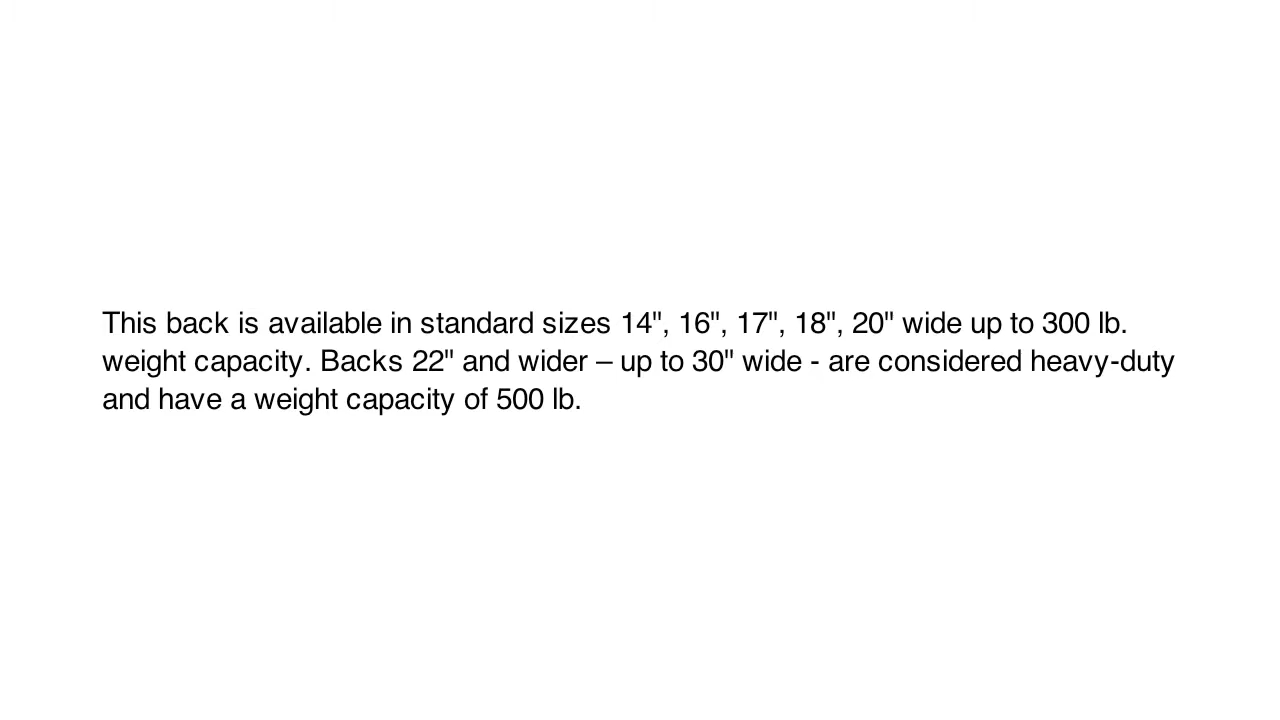 This back is available in standard sizes 14", 16", 17", 18", 20" wide up to 300 lb.
weight capacity. Backs 22" and wider – up to 30" wide - are considered heavy-duty
and have a weight capacity of 500 lb.